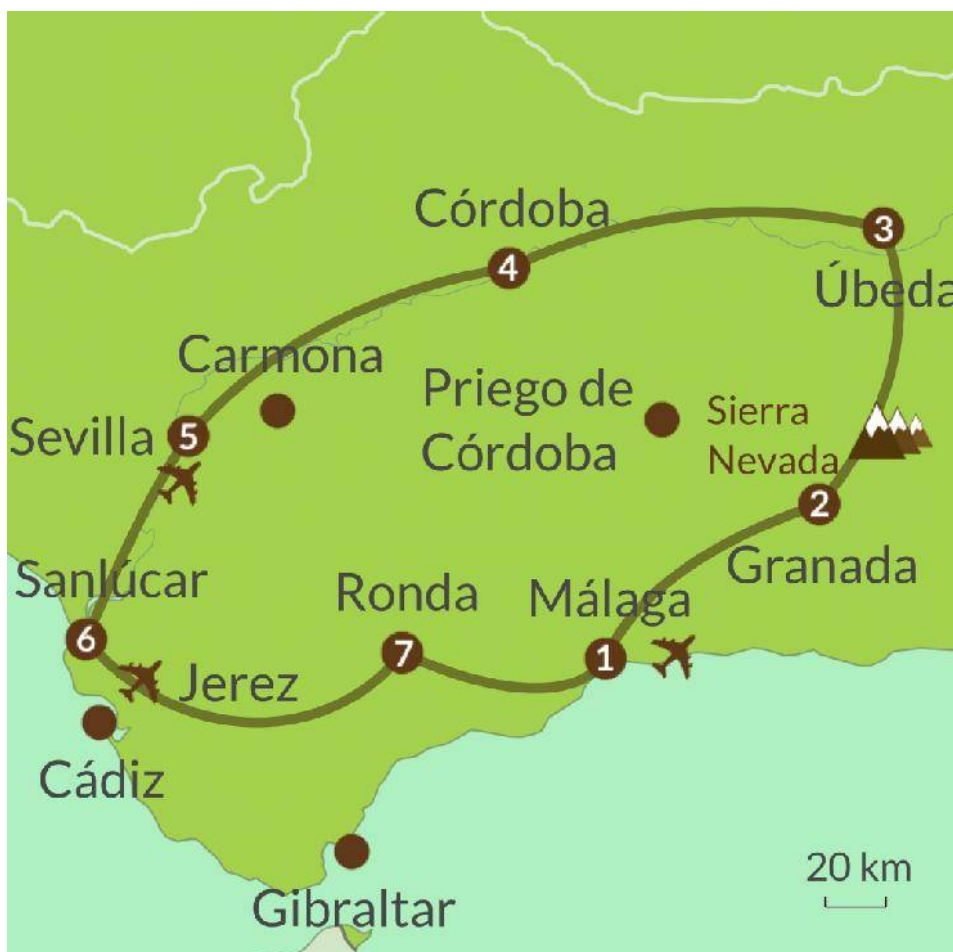 Córdoba
4
3
Úbeda
Carmona
Priego de
Córdoba
Sierra
Nevada
Sevilla
5
2
Granada
Sanlúcar
6
Ronda
7
Málaga
1
Jerez
Cádiz
Gibraltar
20 km